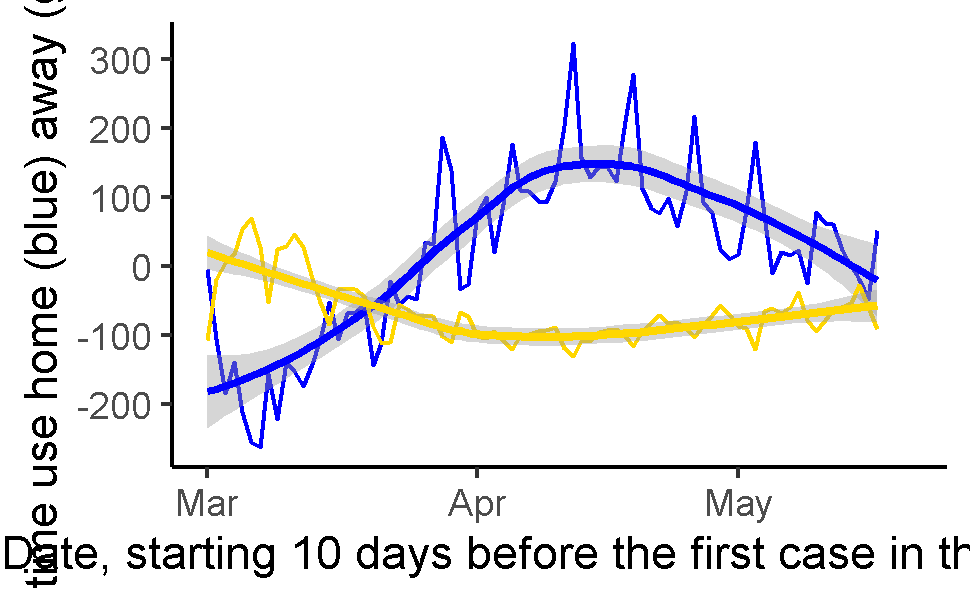 time use home (blue) away (
300
200
100
0
-100
-200
Mar Apr May
Date, starting 10 days before the first case in th